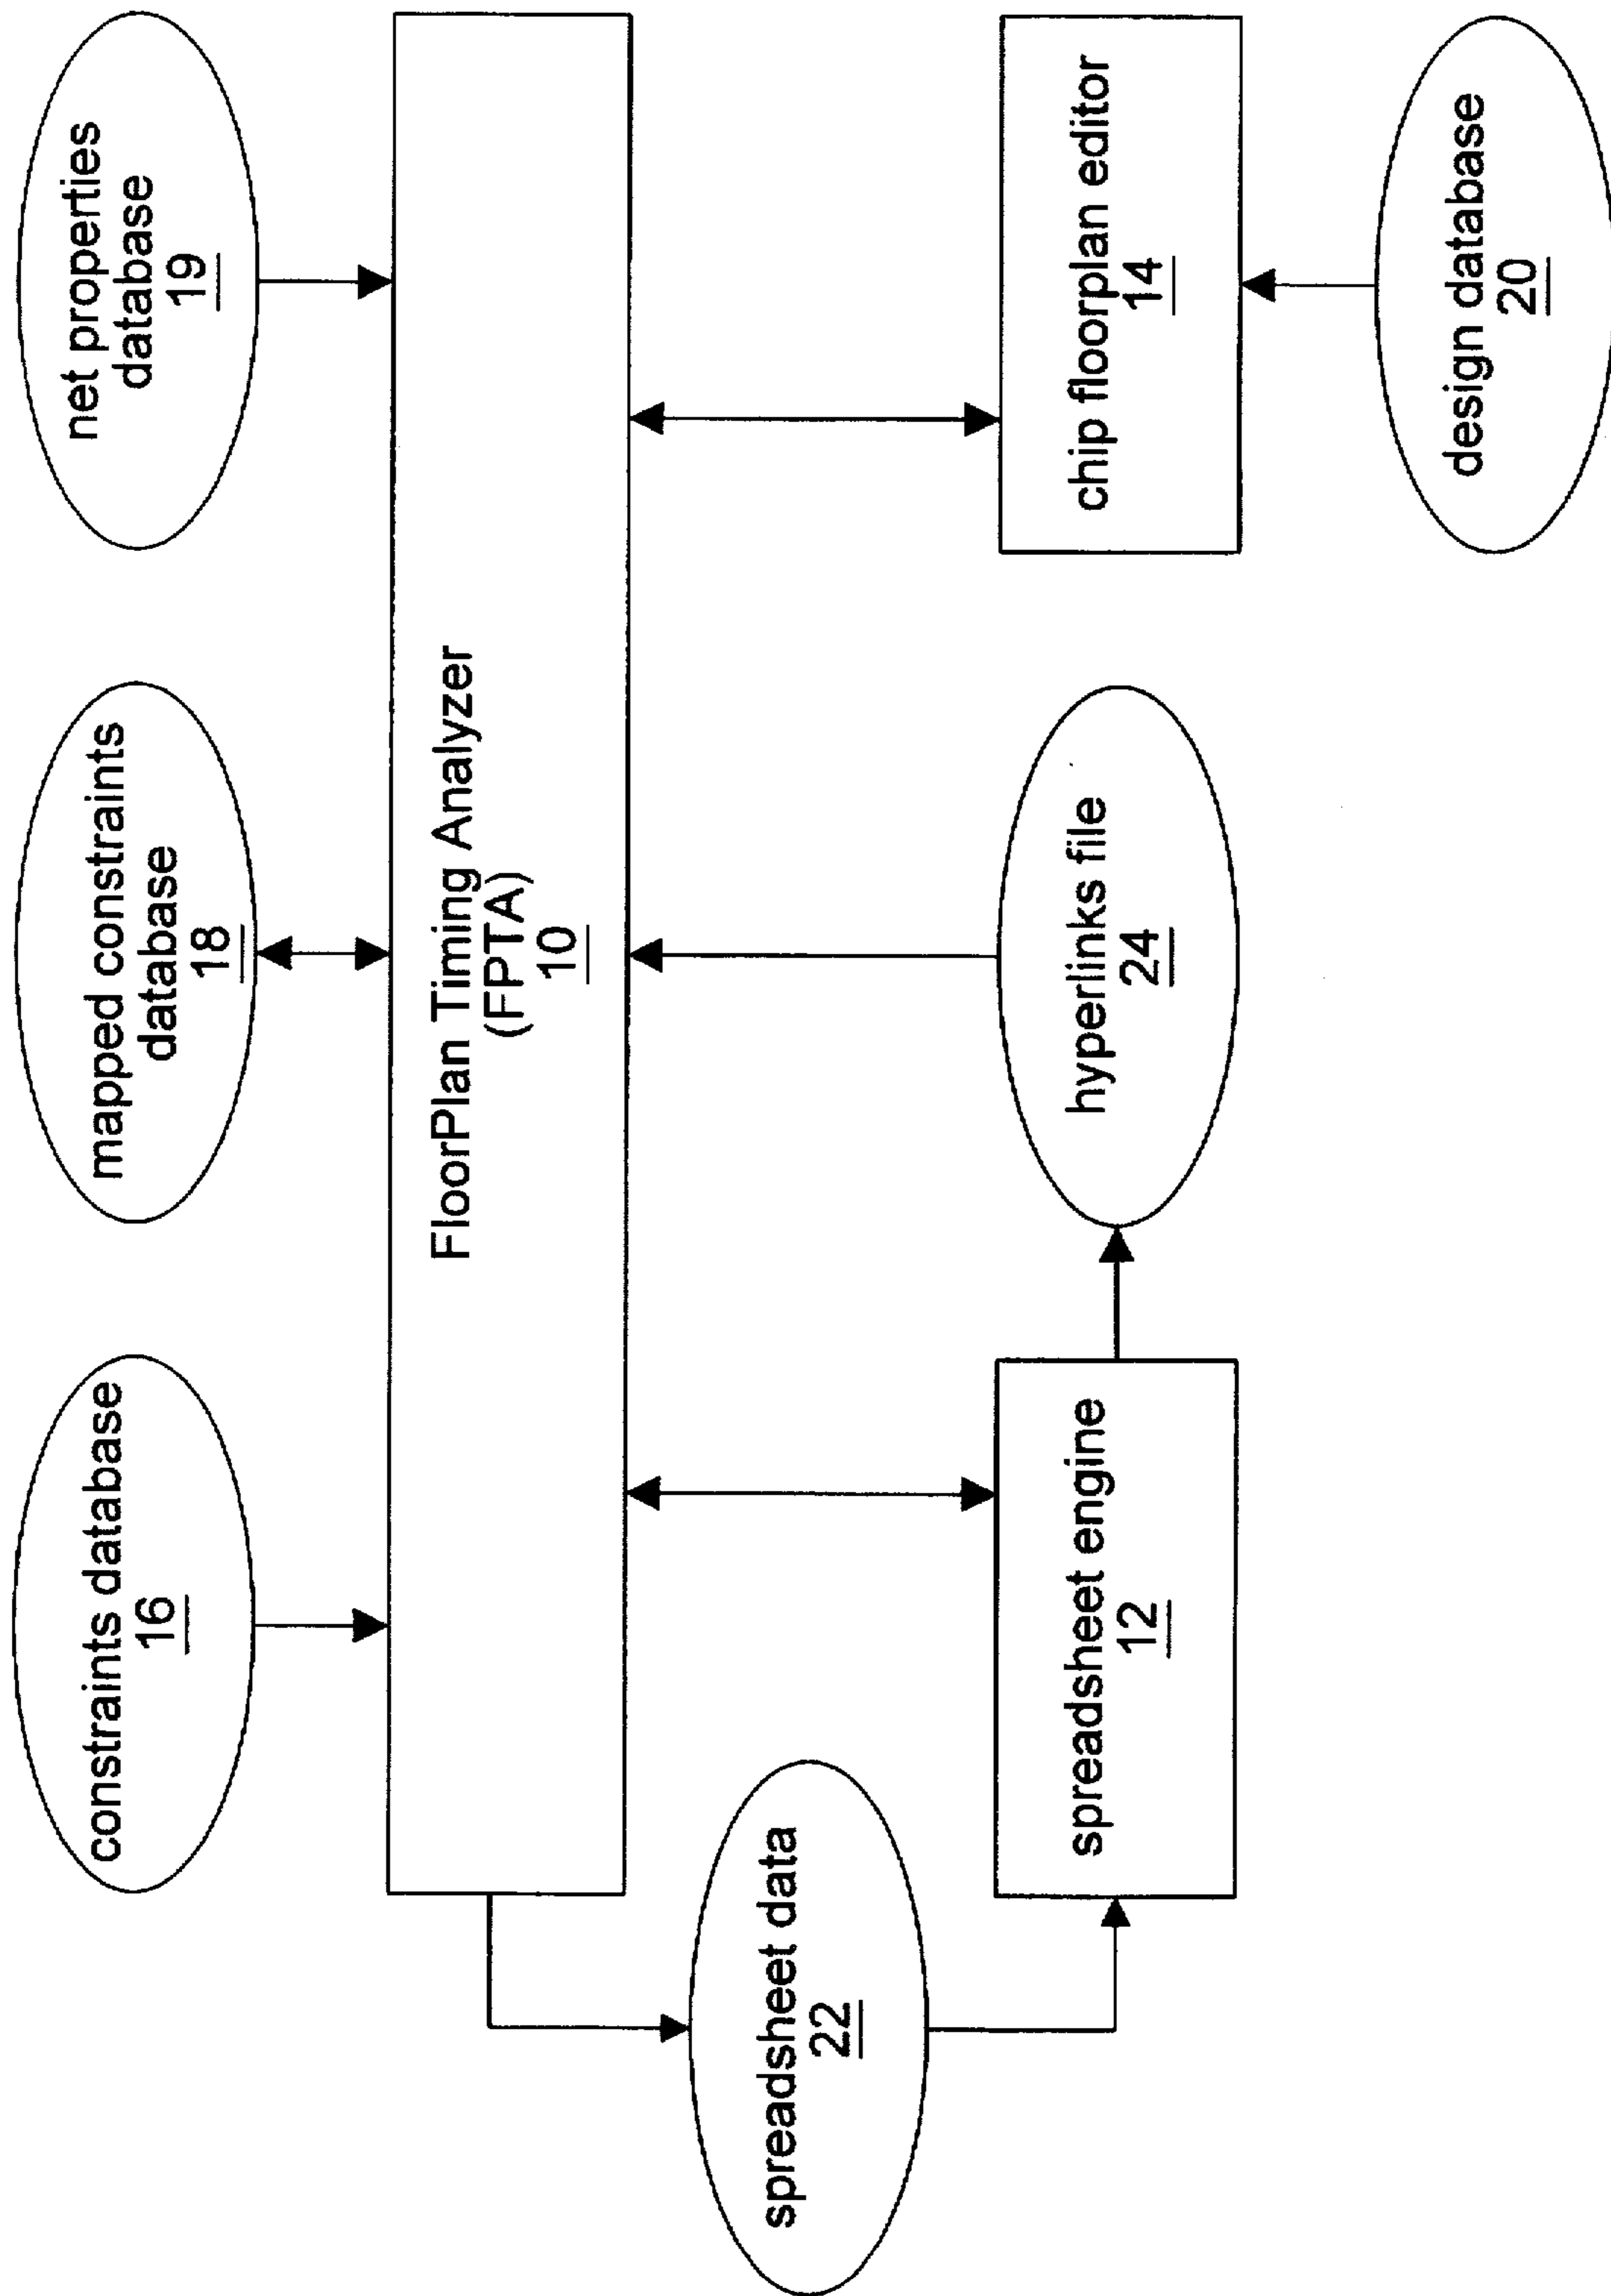 constraints database
16
mapped constraints
database
18
net properties
database
19
FloorPlan Timing Analyzer
(FPTA)
10
spreadsheet data
22
spreadsheet engine
12
hyperlinks file
24
chip floorplan editor
14
design database
20